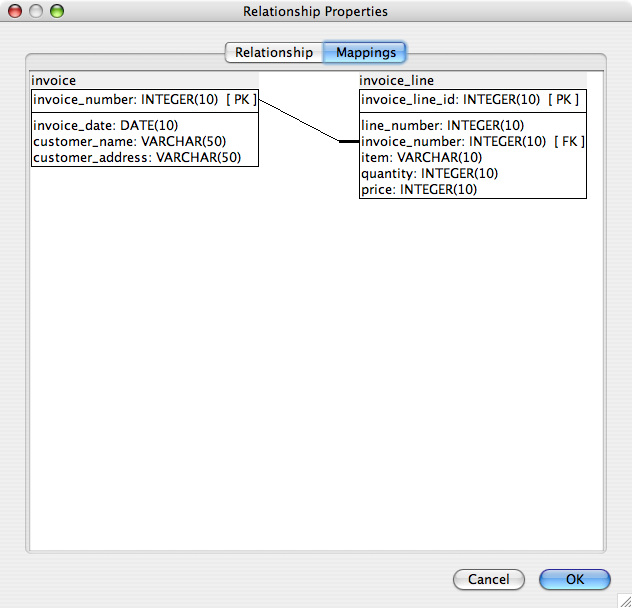 Relationship Properties
Relationship Mappings
invoice
invoice_number: INTEGER(10) [ PK ]
invoice_date: DATE(10)
customer_name: VARCHAR(50)
customer_address: VARCHAR(50)
invoice_line
invoice_line_id: INTEGER(10) [ PK ]
line_number: INTEGER(10)
invoice_number: INTEGER(10) [ FK ]
item: VARCHAR(10)
quantity: INTEGER(10)
price: INTEGER(10)
Cancel OK